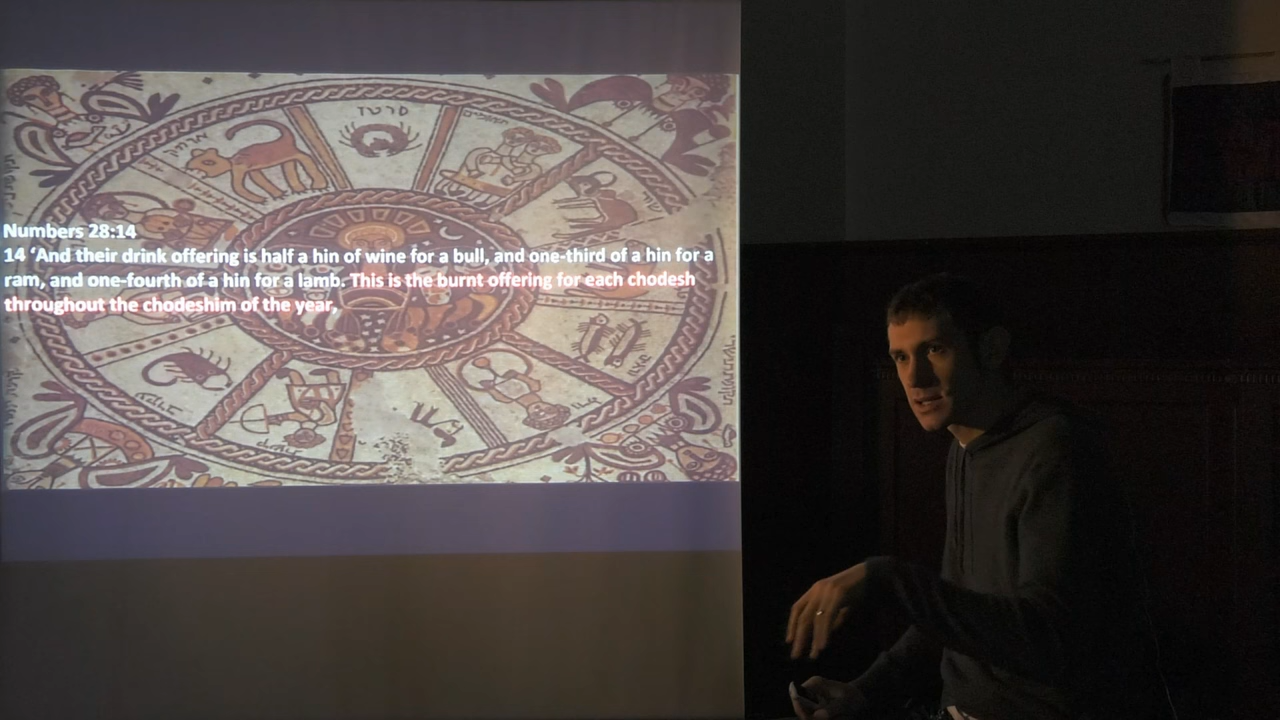 סרטן
Numbers 28:14
14 ‘And their drink offering is half a hin of wine for a bull, and one-third of a hin for a
ram, and one-fourth of a hin for a lamb. This is the burnt offering for each chodesh
throughout the chodeshim of the year,